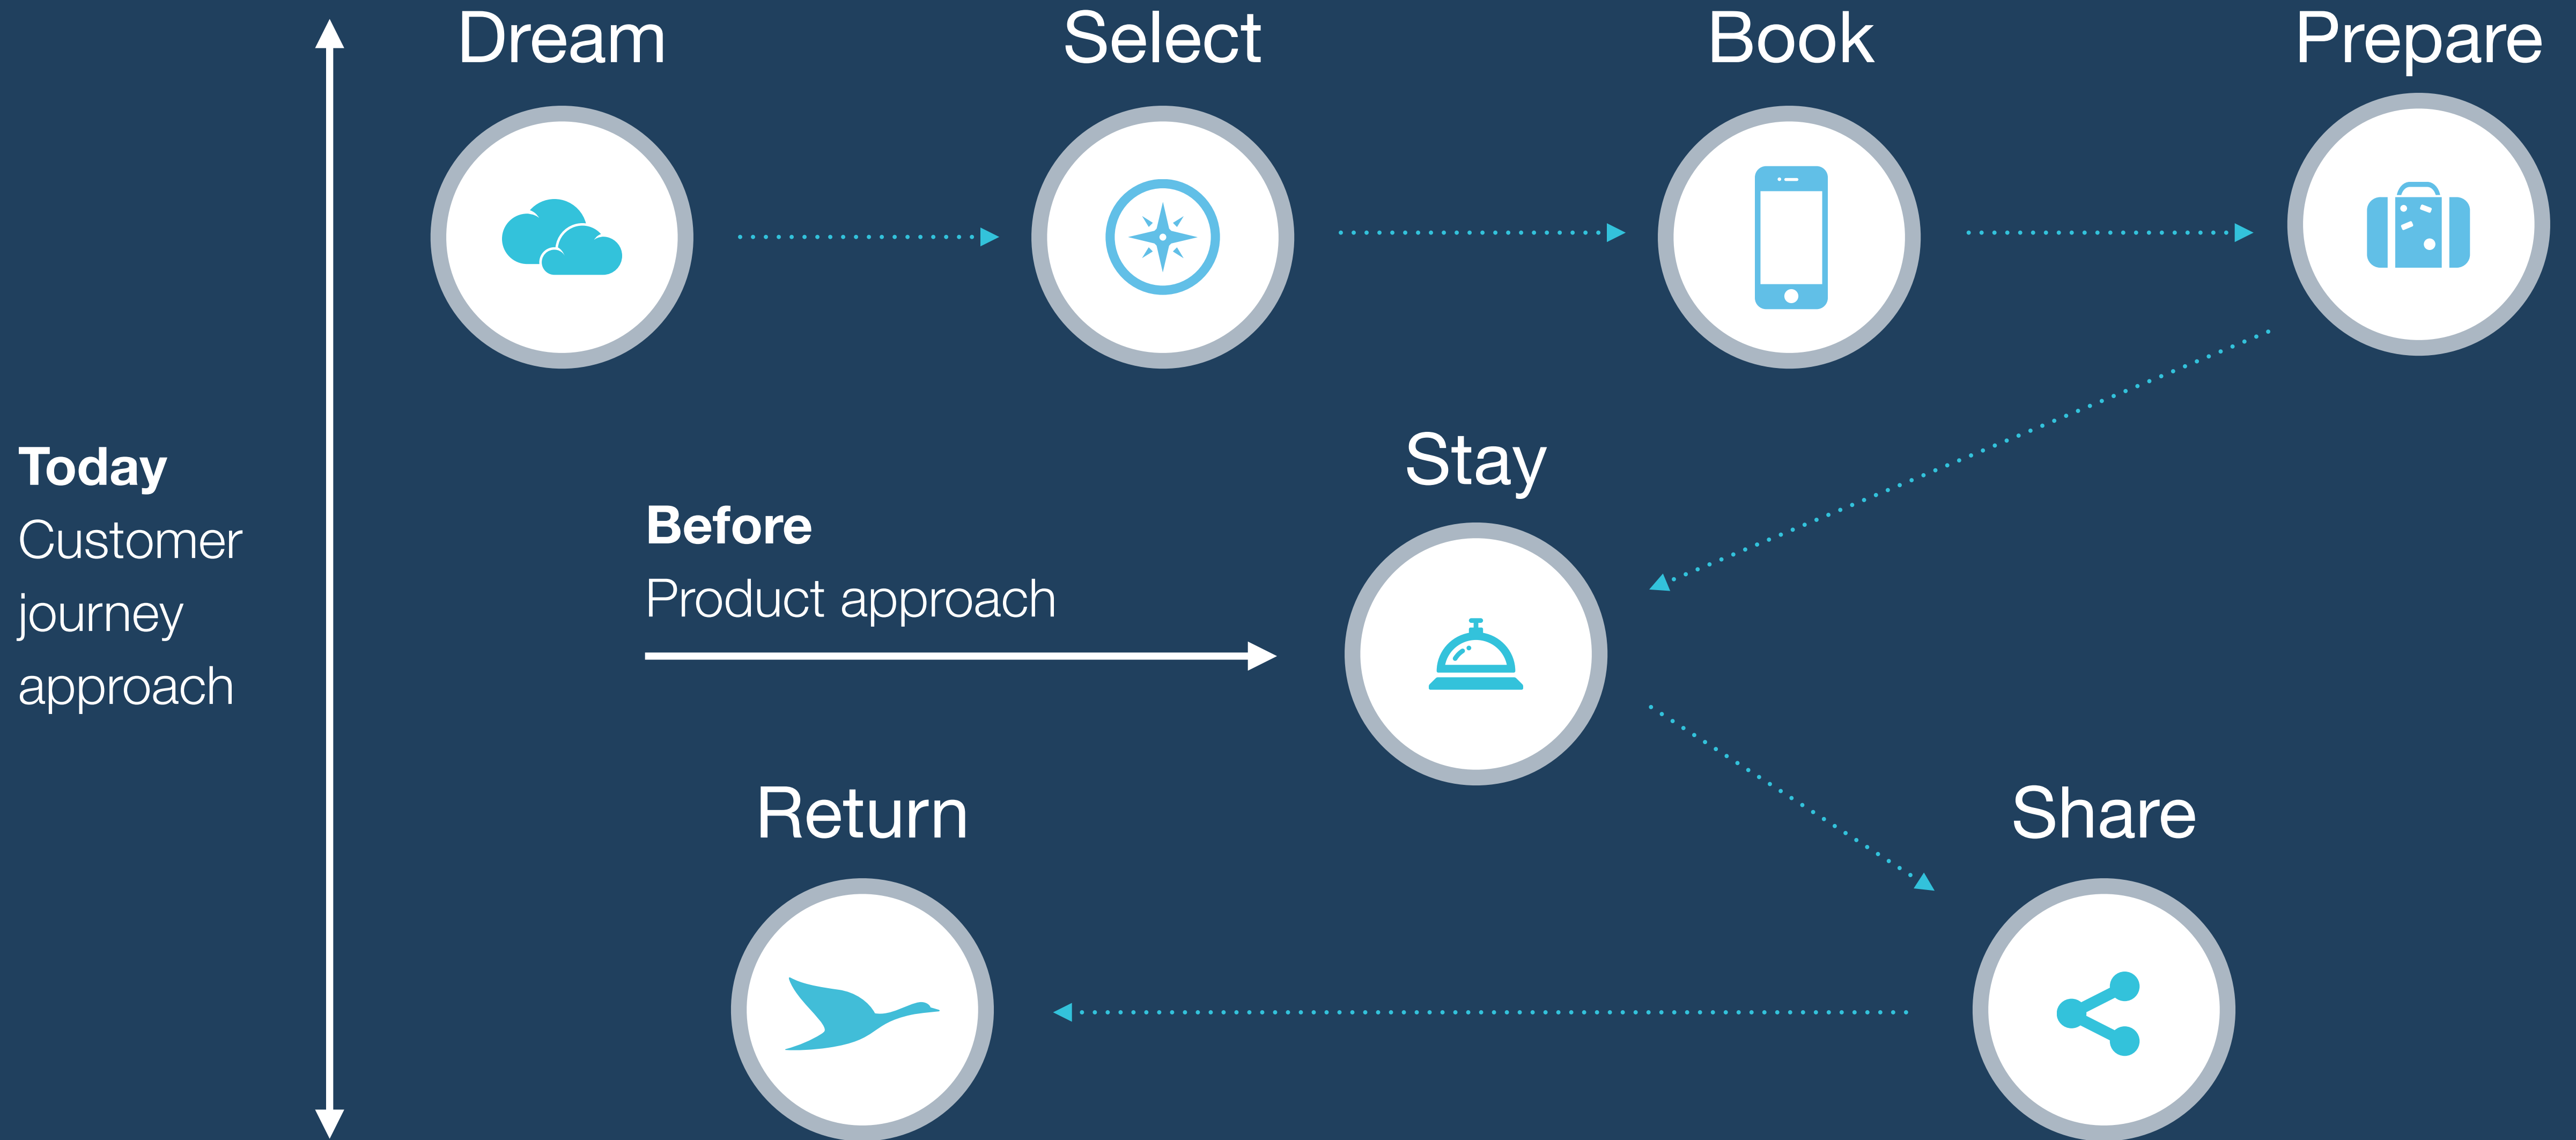 Dream
Select
Book
Prepare
Today
Customer
journey
approach
Before
Product approach
Stay
Return
Share